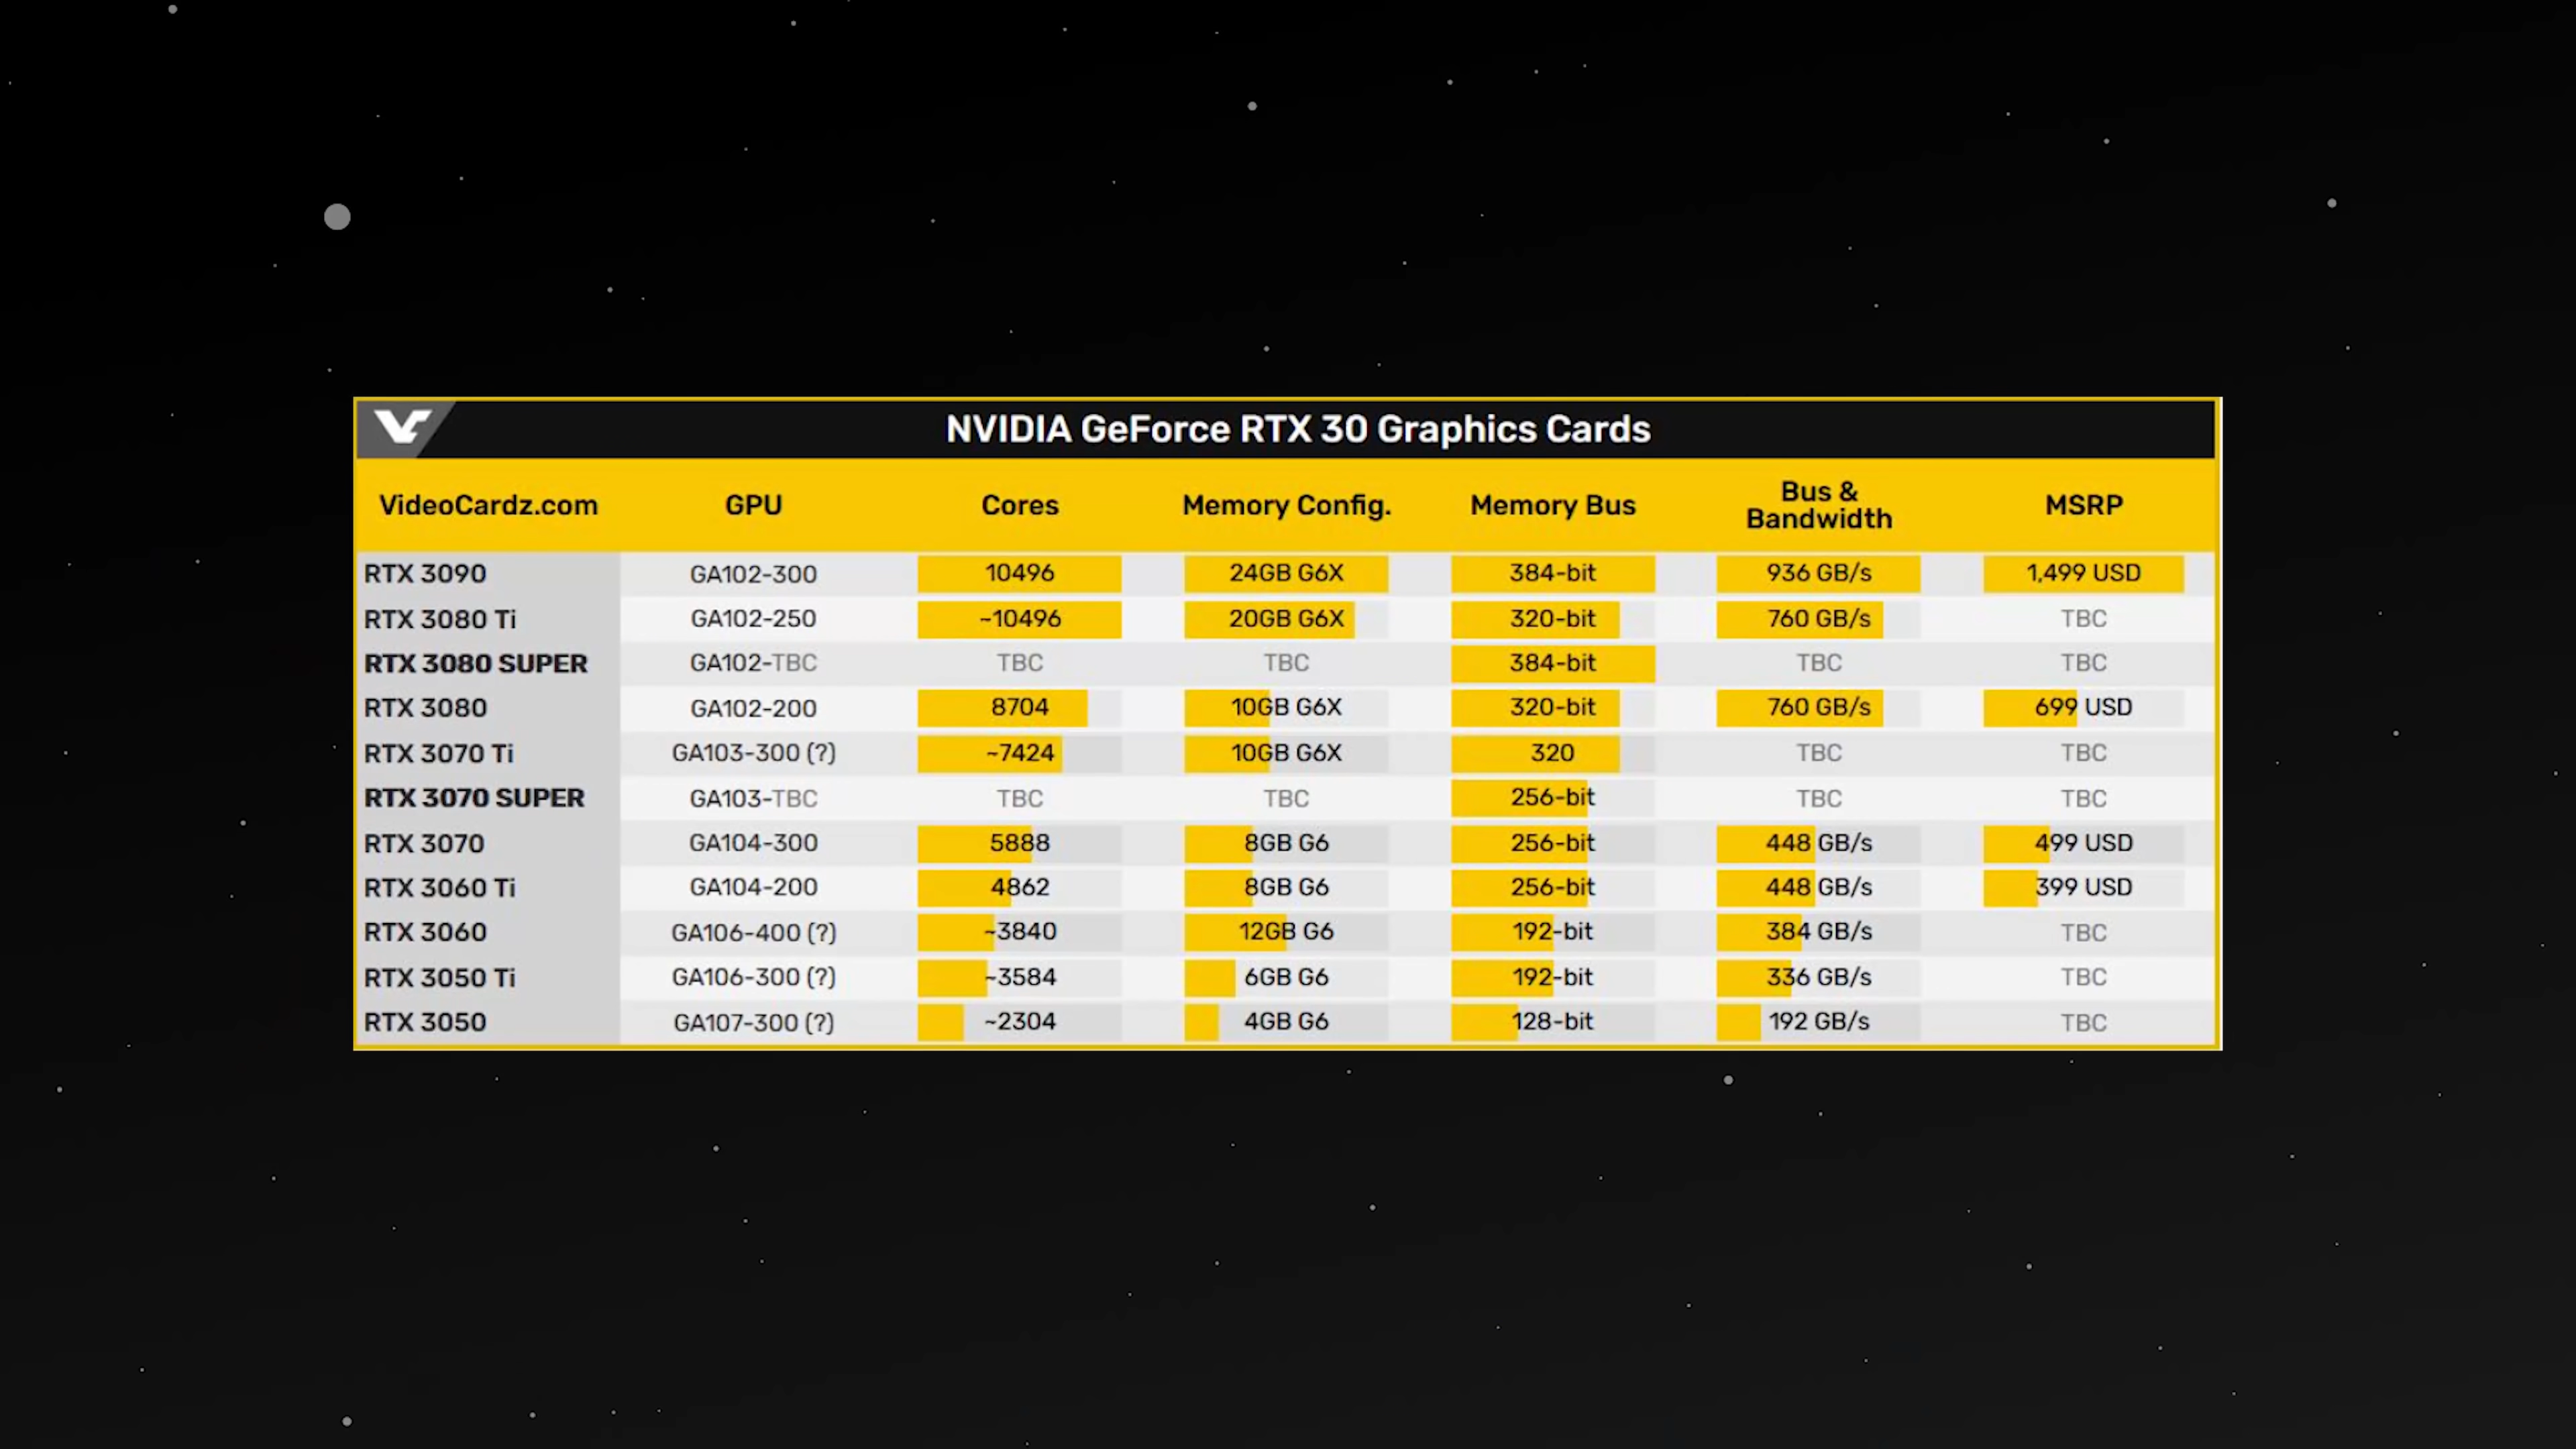 NVIDIA GeForce RTX 30 Graphics Cards
VideoCardz.com GPU Cores Memory Config. Memory Bus Bus & Bandwidth MSRP
RTX 3090 GA102-300 10496 24GB G6X 384-bit 936 GB/s 1,499 USD
RTX 3080 Ti GA102-250 ~10496 20GB G6X 320-bit 760 GB/s TBC
RTX 3080 SUPER GA102-TBC TBC TBC 384-bit TBC TBC
RTX 3080 GA102-200 8704 10GB G6X 320-bit 760 GB/s 699 USD
RTX 3070 Ti GA103-300 (?) ~7424 10GB G6X 320 TBC TBC
RTX 3070 SUPER GA103-TBC TBC TBC 256-bit TBC TBC
RTX 3070 GA104-300 5888 8GB G6 256-bit 448 GB/s 499 USD
RTX 3060 Ti GA104-200 4862 8GB G6 256-bit 448 GB/s 399 USD
RTX 3060 GA106-400 (?) ~3840 12GB G6 192-bit 384 GB/s TBC
RTX 3050 Ti GA106-300 (?) ~3584 6GB G6 192-bit 336 GB/s TBC
RTX 3050 GA107-300 (?) ~2304 4GB G6 128-bit 192 GB/s TBC